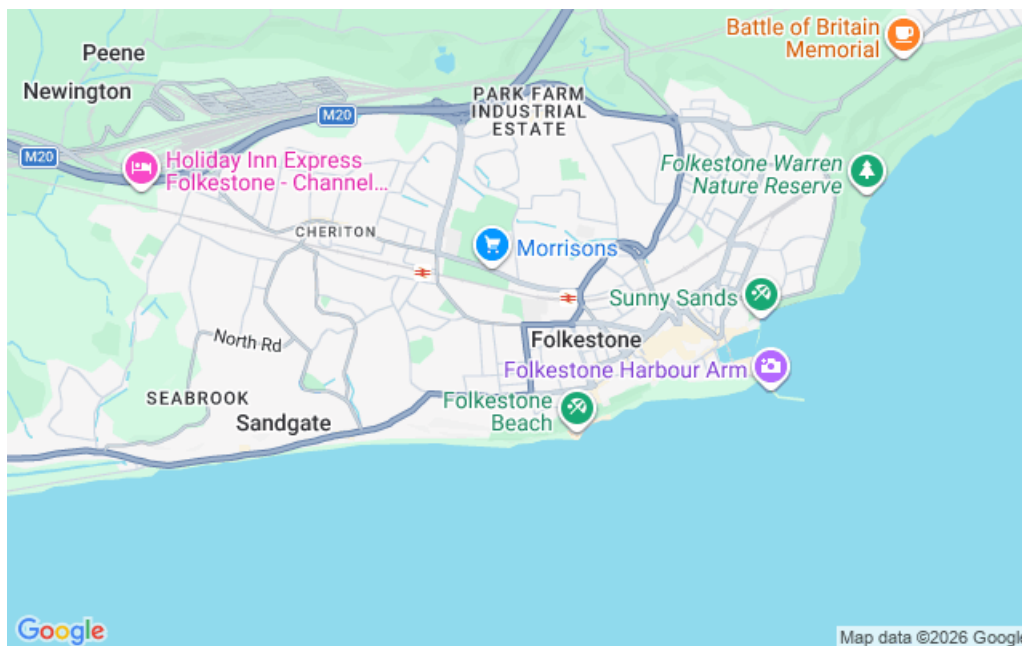 Battle of Britain
Memorial
Peene
Newington
PARK FARM
INDUSTRIAL
ESTATE
M20
M20
Holiday Inn Express
Folkestone - Channel...
Folkestone Warren
Nature Reserve
CHERITON
Morrisons
Sunny Sands
North Rd
Folkestone
Folkestone Harbour Arm
SEABROOK
Folkestone
Beach
Sandgate
Google
Map data ©2026 Google